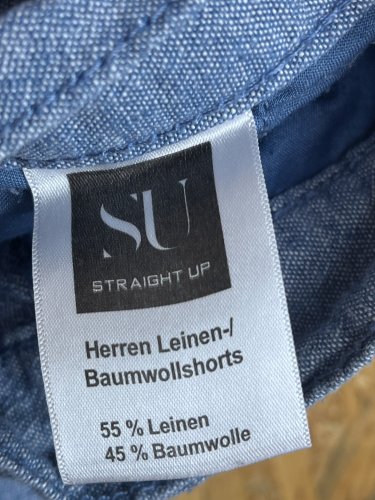 SU
STRAIGHT UP
Herren Leinen-/
Baumwollshorts
55 % Leinen
45 % Baumwolle